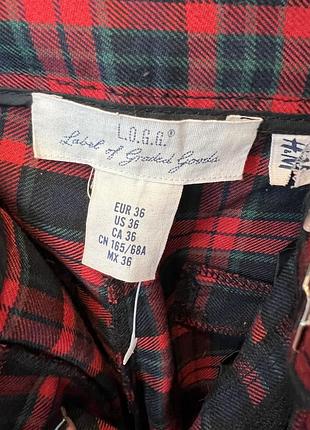 L.O.G.G.®
Label of Graded Goods
H&M
EUR 36
US 36
CA 36
CN 165/68A
MX 36